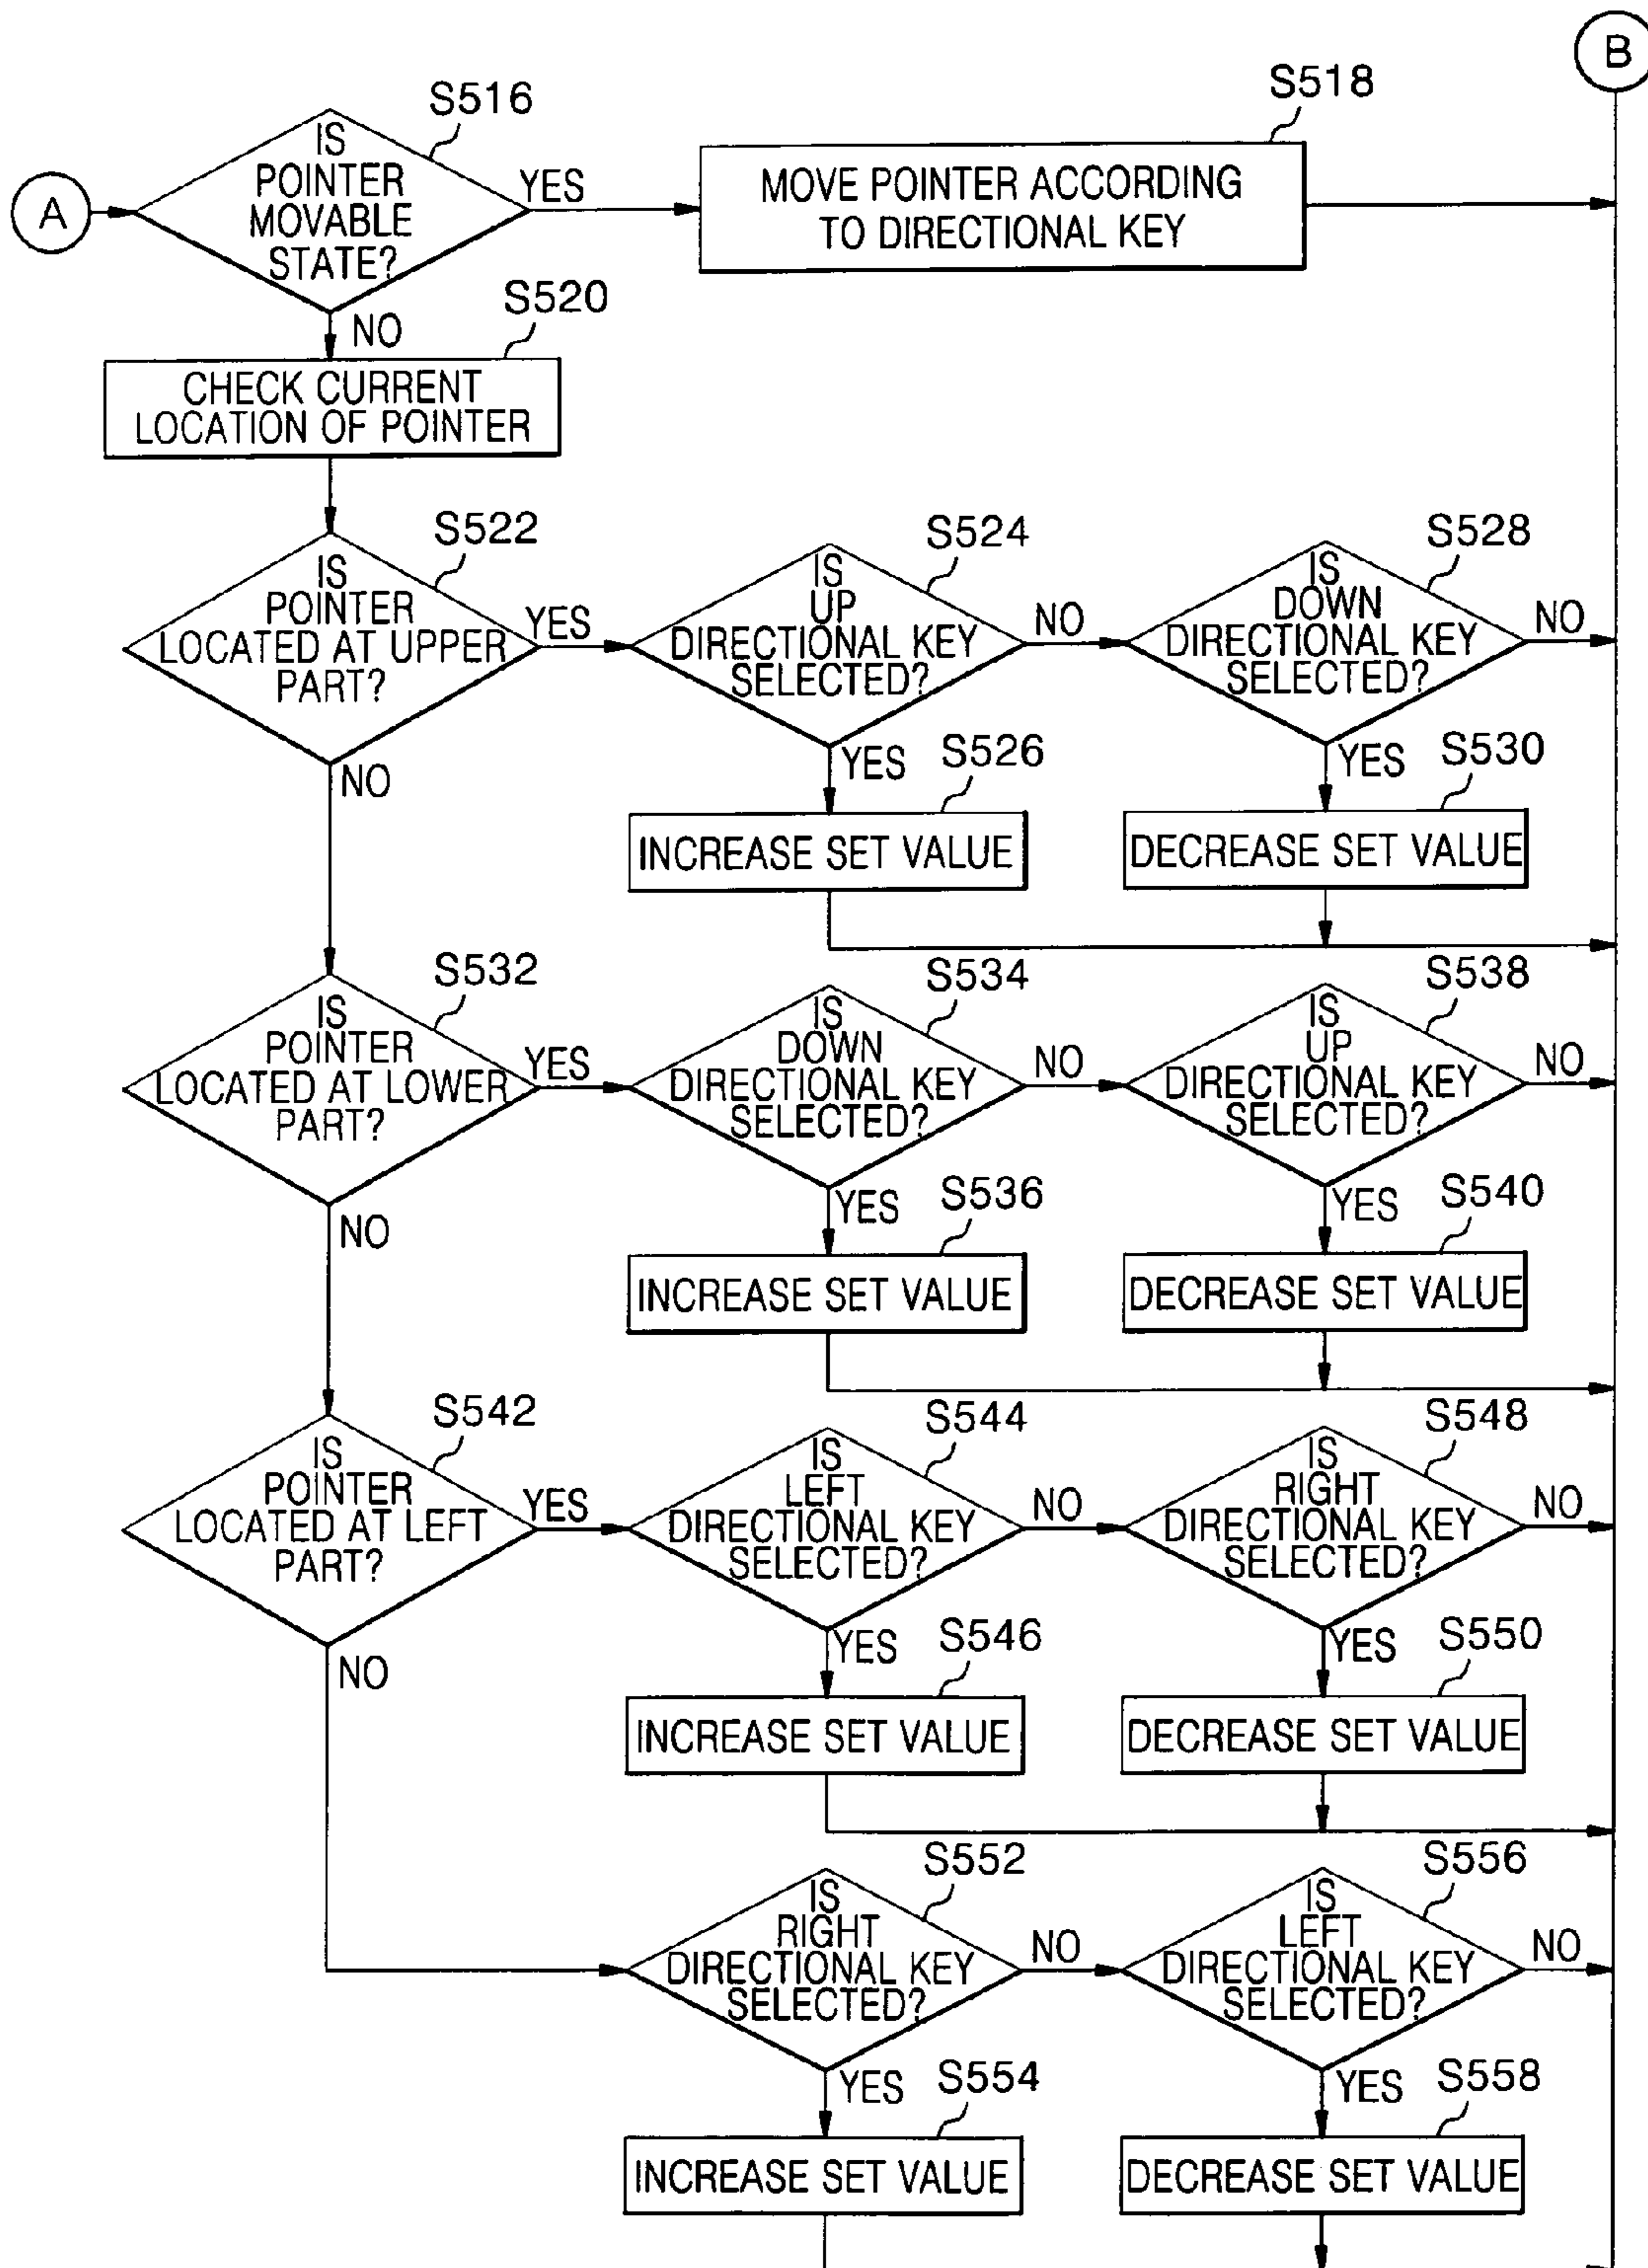 B
S516
S518
A
IS
POINTER
MOVABLE
STATE?
YES
MOVE POINTER ACCORDING
TO DIRECTIONAL KEY
NO
S520
CHECK CURRENT
LOCATION OF POINTER
S522
IS
POINTER
LOCATED AT UPPER
PART?
YES
NO
S524
IS
UP
DIRECTIONAL KEY
SELECTED?
NO
YES
S526
INCREASE SET VALUE
S528
IS
DOWN
DIRECTIONAL KEY
SELECTED?
NO
YES
S530
DECREASE SET VALUE
S532
IS
POINTER
LOCATED AT LOWER
PART?
YES
NO
S534
IS
DOWN
DIRECTIONAL KEY
SELECTED?
NO
YES
S536
INCREASE SET VALUE
S538
IS
UP
DIRECTIONAL KEY
SELECTED?
NO
YES
S540
DECREASE SET VALUE
S542
IS
POINTER
LOCATED AT LEFT
PART?
YES
NO
S544
IS
LEFT
DIRECTIONAL KEY
SELECTED?
NO
YES
S546
INCREASE SET VALUE
S548
IS
RIGHT
DIRECTIONAL KEY
SELECTED?
NO
YES
S550
DECREASE SET VALUE
S552
IS
RIGHT
DIRECTIONAL KEY
SELECTED?
NO
YES
S554
INCREASE SET VALUE
S556
IS
LEFT
DIRECTIONAL KEY
SELECTED?
NO
YES
S558
DECREASE SET VALUE